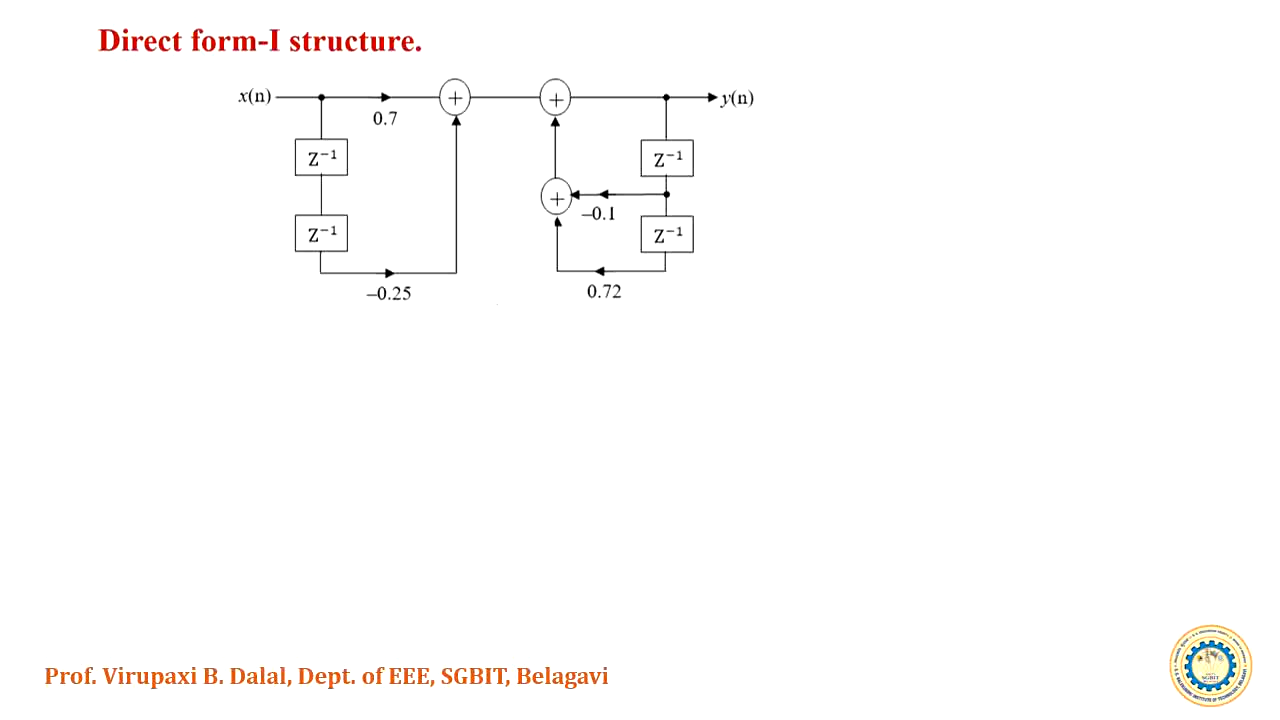 Direct form-I structure.
x(n)
0.7
+
+
y(n)
Z⁻¹
Z⁻¹
+
–0.1
Z⁻¹
Z⁻¹
–0.25
0.72
Prof. Virupaxi B. Dalal, Dept. of EEE, SGBIT, Belagavi
SGBIT